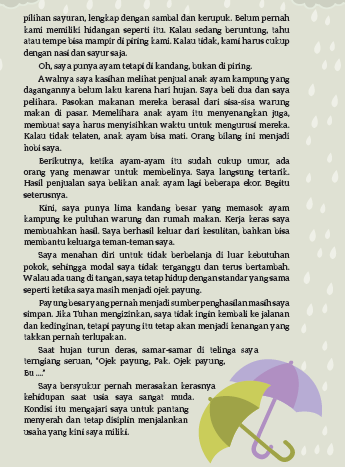 pilihan sayuran, lengkap dengan sambal dan kerupuk. Belum pernah
kami memiliki hidangan seperti itu. Kalau sedang beruntung, tahu
atau tempe bisa mampir di piring kami. Kalau tidak, kami harus cukup
dengan nasi dan sayur saja.
Oh, saya punya ayam tetapi di kandang, bukan di piring.
Awalnya saya kasihan melihat penjual anak ayam kampung yang
dagangannya belum laku karena hari hujan. Saya beli dua dan saya
pelihara. Pasokan makanan mereka berasal dari sisa-sisa warung
makan di pasar. Memelihara anak ayam itu menyenangkan juga,
membuat saya harus menyisihkan waktu untuk mengurusi mereka.
Kalau tidak telaten, anak ayam bisa mati. Orang bilang ini menjadi
hobi saya.
Berikutnya, ketika ayam-ayam itu sudah cukup umur, ada
orang yang menawar untuk membelinya. Saya langsung tertarik.
Hasil penjualan saya belikan anak ayam lagi beberapa ekor. Begitu
seterusnya.
Kini, saya punya lima kandang besar yang memasok ayam
kampung ke puluhan warung dan rumah makan. Kerja keras saya
membuahkan hasil. Saya berhasil keluar dari kesulitan, bahkan bisa
membantu keluarga teman-teman saya.
Saya menahan diri untuk tidak berbelanja di luar kebutuhan
pokok, sehingga modal saya tidak terganggu dan terus bertambah.
Walau ada uang di tangan, saya tetap hidup dengan standar yang sama
seperti ketika saya masih menjadi ojek payung.
Payung besar yang pernah menjadi sumber penghasilan masih saya
simpan. Jika Tuhan mengizinkan, saya tidak ingin kembali ke jalanan
dan kedinginan, tetapi payung itu tetap akan menjadi kenangan yang
takkan pernah terlupakan.
Saat hujan turun deras, samar-samar di telinga saya
terngiang seruan, "Ojek payung, Pak. Ojek payung,
Bu ...."
Saya bersyukur pernah merasakan kerasnya
kehidupan saat usia saya sangat muda.
Kondisi itu mengajari saya untuk pantang
menyerah dan tetap disiplin menjalankan
usaha yang kini saya miliki.